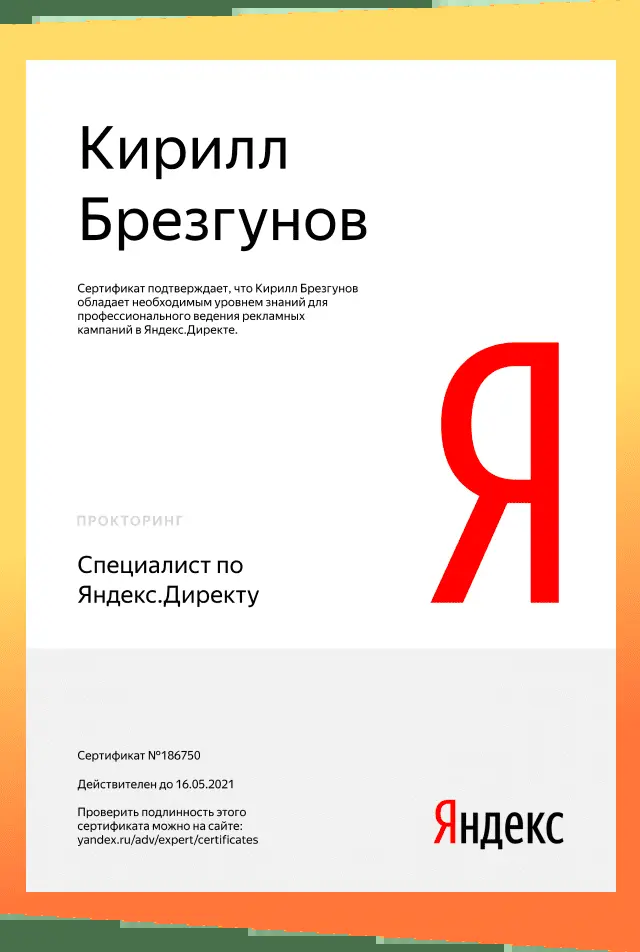 Кирилл
Брезгунов
Сертификат подтверждает, что Кирилл Брезгунов
обладает необходимым уровнем знаний для
профессионального ведения рекламных
кампаний в Яндекс.Директе.
Я
ПРОКТОРИНГ
Специалист по
Яндекс.Директу
Сертификат №186750
Действителен до 16.05.2021
Проверить подлинность этого
сертификата можно на сайте:
yandex.ru/adv/expert/certificates
Яндекс